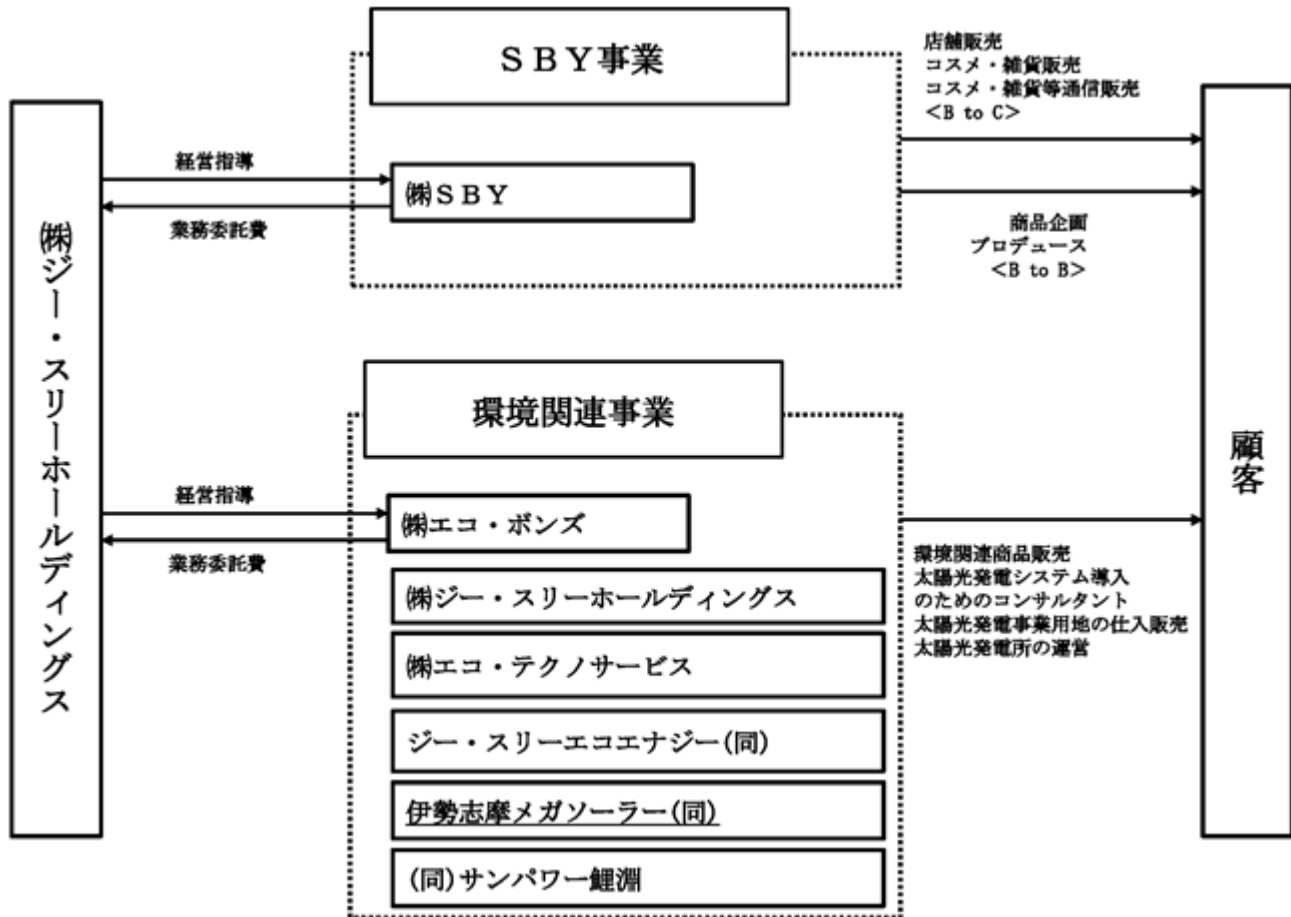 ㈱ジー・スリーホールディングス
ＳＢＹ事業
経営指導
業務委託費
㈱ＳＢＹ
店舗販売
コスメ・雑貨販売
コスメ・雑貨等通信販売
＜B to C＞
商品企画
プロデュース
＜B to B＞
環境関連事業
経営指導
業務委託費
㈱エコ・ボンズ
㈱ジー・スリーホールディングス
㈱エコ・テクノサービス
ジー・スリーエコエナジー(同)
伊勢志摩メガソーラー(同)
(同)サンパワー鯉淵
環境関連商品販売
太陽光発電システム導入
のためのコンサルタント
太陽光発電事業用地の仕入販売
太陽光発電所の運営
顧客